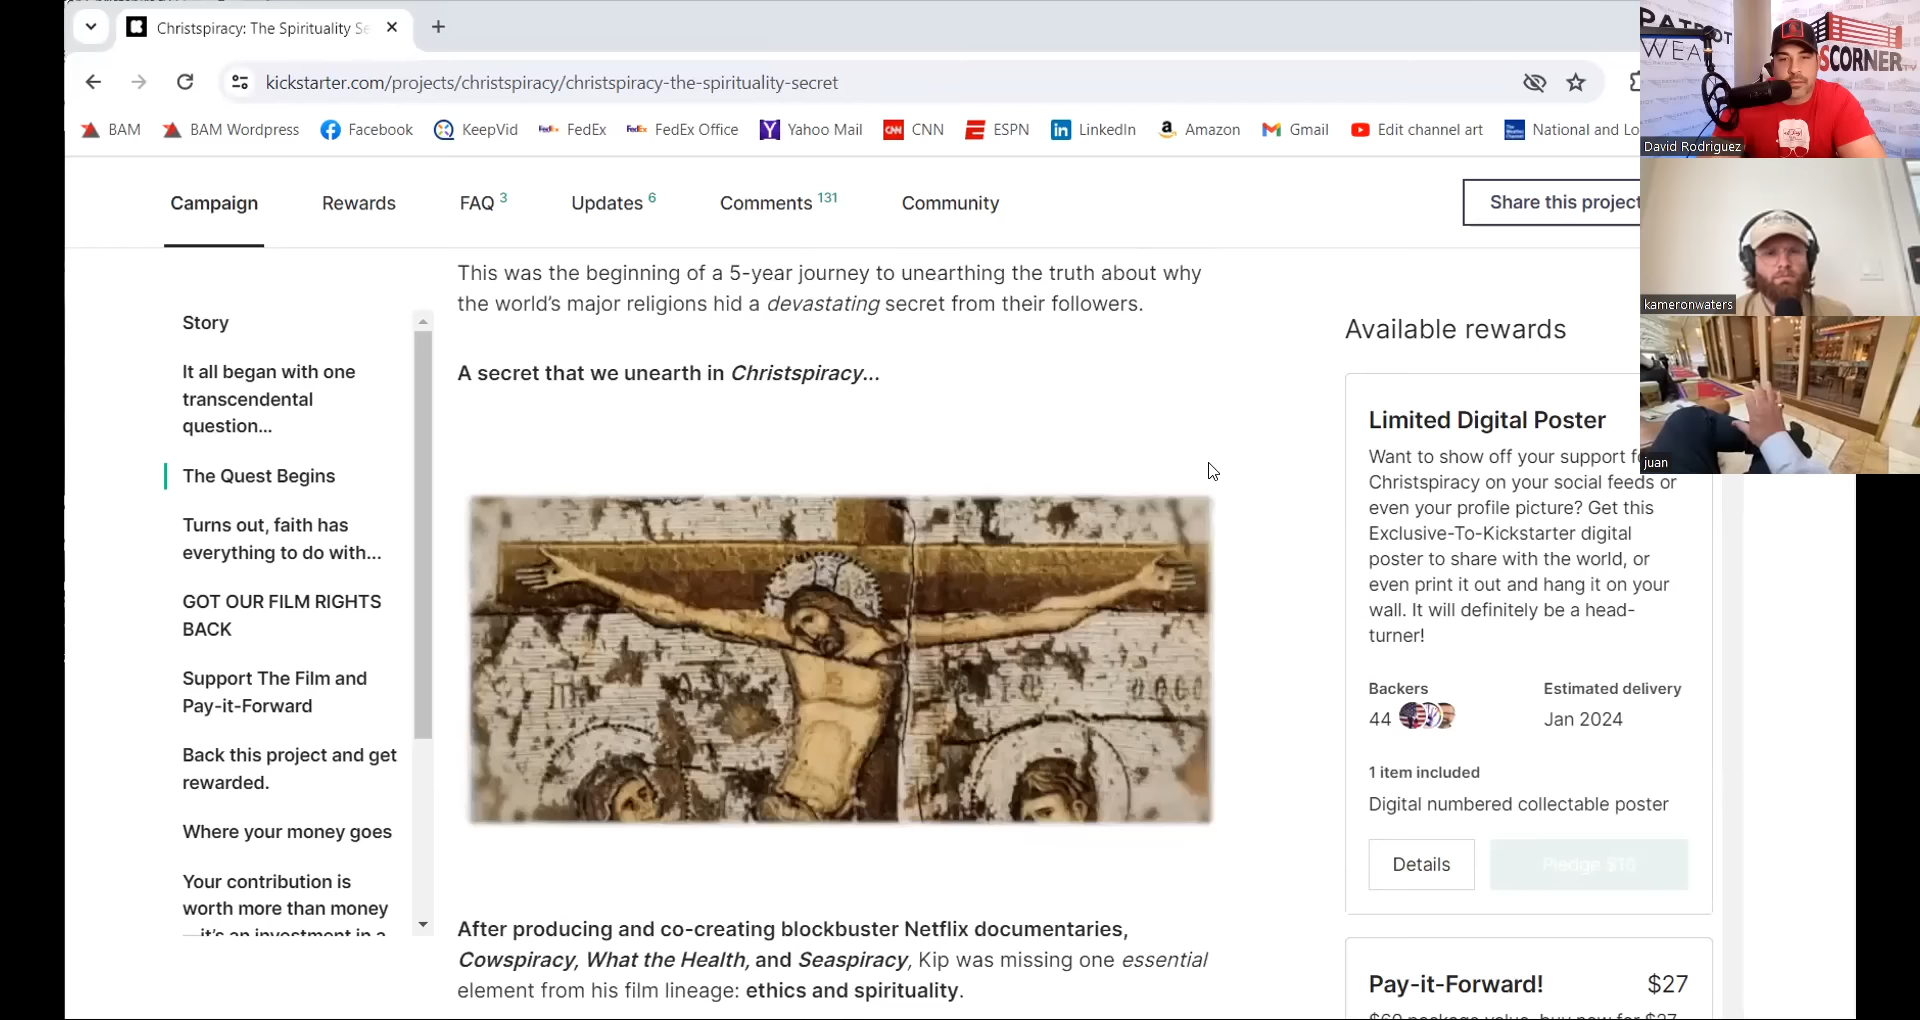 Christspiracy: The Spirituality Se
kickstarter.com/projects/christspiracy/christspiracy-the-spirituality-secret
BAM
BAM Wordpress
Facebook
KeepVid
FedEx
FedEx Office
Yahoo Mail
CNN
ESPN
LinkedIn
Amazon
Gmail
Edit channel art
National and Lo
Campaign
Rewards
FAQ 3
Updates 6
Comments 131
Community
Share this project
Story
It all began with one
transcendental
question...
The Quest Begins
Turns out, faith has
everything to do with...
GOT OUR FILM RIGHTS
BACK
Support The Film and
Pay-it-Forward
Back this project and get
rewarded.
Where your money goes
Your contribution is
worth more than money
—it's an investment in a
This was the beginning of a 5-year journey to unearthing the truth about why
the world's major religions hid a devastating secret from their followers.
A secret that we unearth in Christspiracy...
After producing and co-creating blockbuster Netflix documentaries,
Cowspiracy, What the Health, and Seaspiracy, Kip was missing one essential
element from his film lineage: ethics and spirituality.
Available rewards
Limited Digital Poster
Want to show off your support
Christspiracy on your social feeds or
even your profile picture? Get this
Exclusive-To-Kickstarter digital
poster to share with the world, or
even print it out and hang it on your
wall. It will definitely be a head-
turner!
Backers
44
Estimated delivery
Jan 2024
1 item included
Digital numbered collectable poster
Details
Pledge $16
Pay-it-Forward!
$27
SCORNER
David Rodriguez
kameronwaters
juan